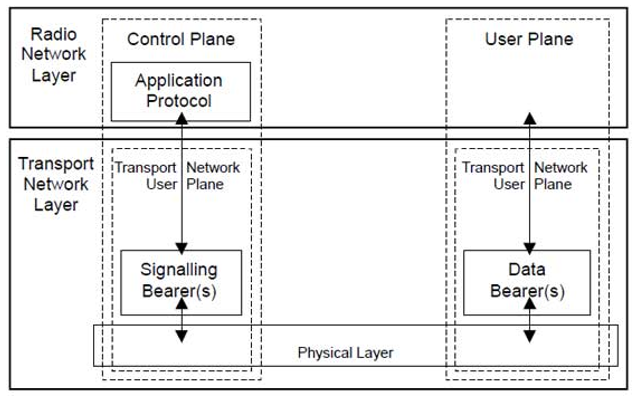 Radio
Network
Layer
Control Plane
User Plane
Application
Protocol
Transport
Network
Layer
Transport Network
User Plane
Transport Network
User Plane
Signalling
Bearer(s)
Data
Bearer(s)
Physical Layer